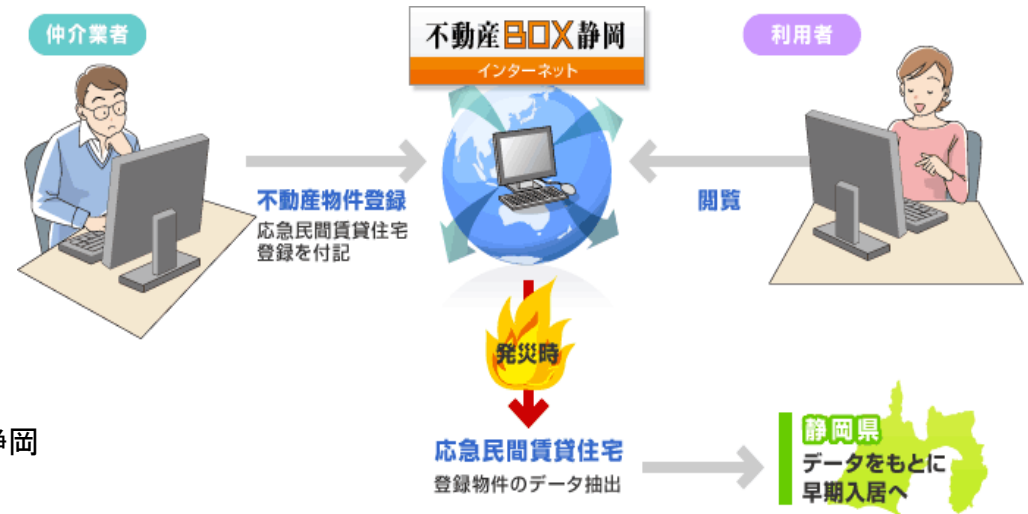 仲介業者
不動産BOX静岡
インターネット
利用者
不動産物件登録
応急民間賃貸住宅
登録を付記
閲覧
発災時
応急民間賃貸住宅
登録物件のデータ抽出
静岡県
データをもとに
早期入居へ
岡